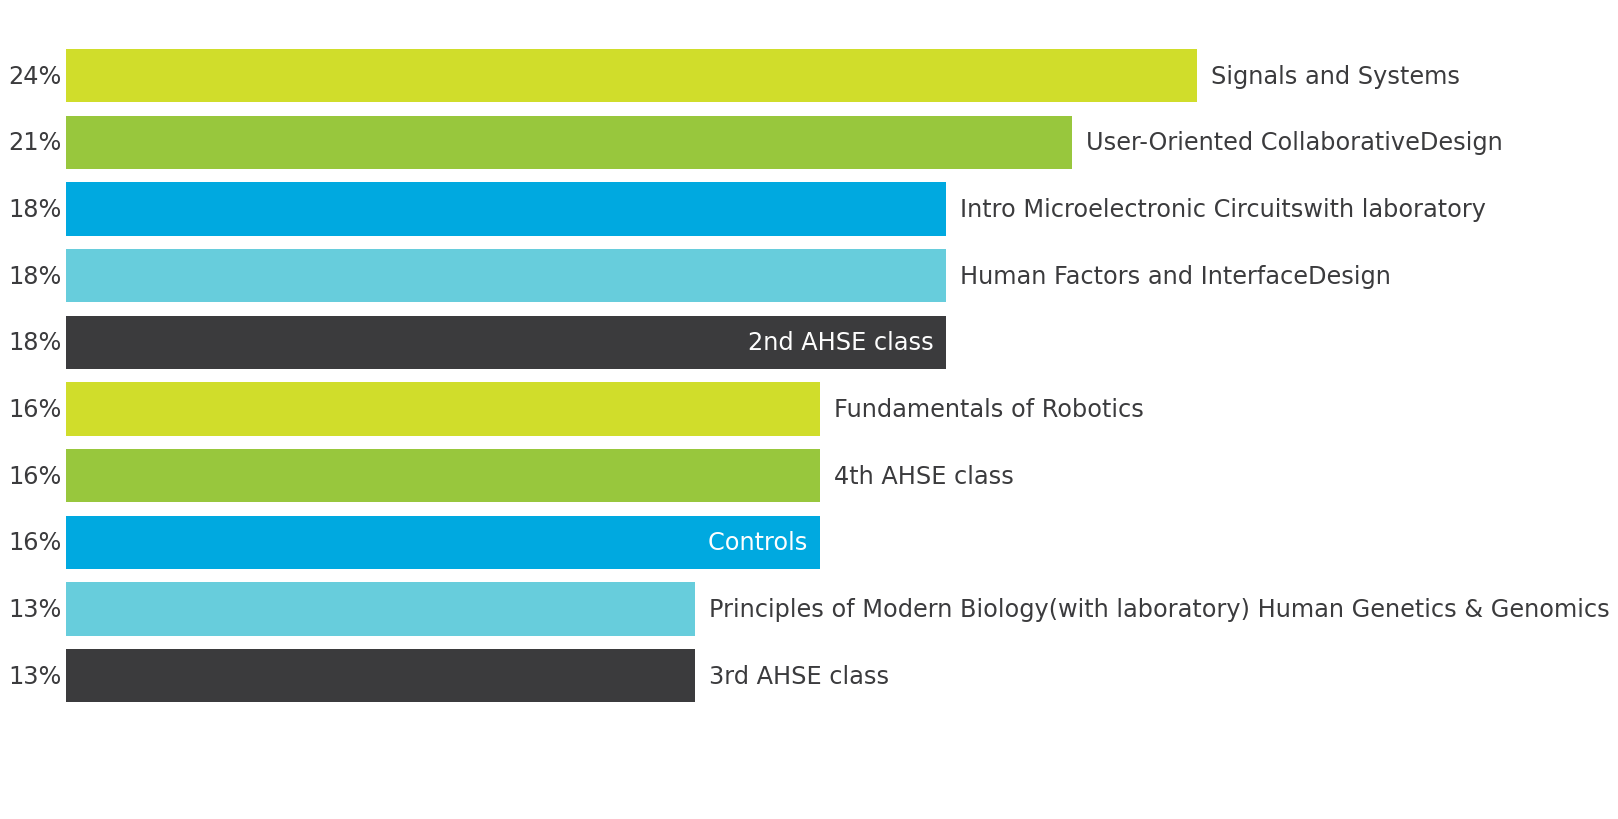 24% Signals and Systems
21% User-Oriented CollaborativeDesign
18% Intro Microelectronic Circuitswith laboratory
18% Human Factors and InterfaceDesign
18% 2nd AHSE class
16% Fundamentals of Robotics
16% 4th AHSE class
16% Controls
13% Principles of Modern Biology(with laboratory) Human Genetics & Genomics
13% 3rd AHSE class